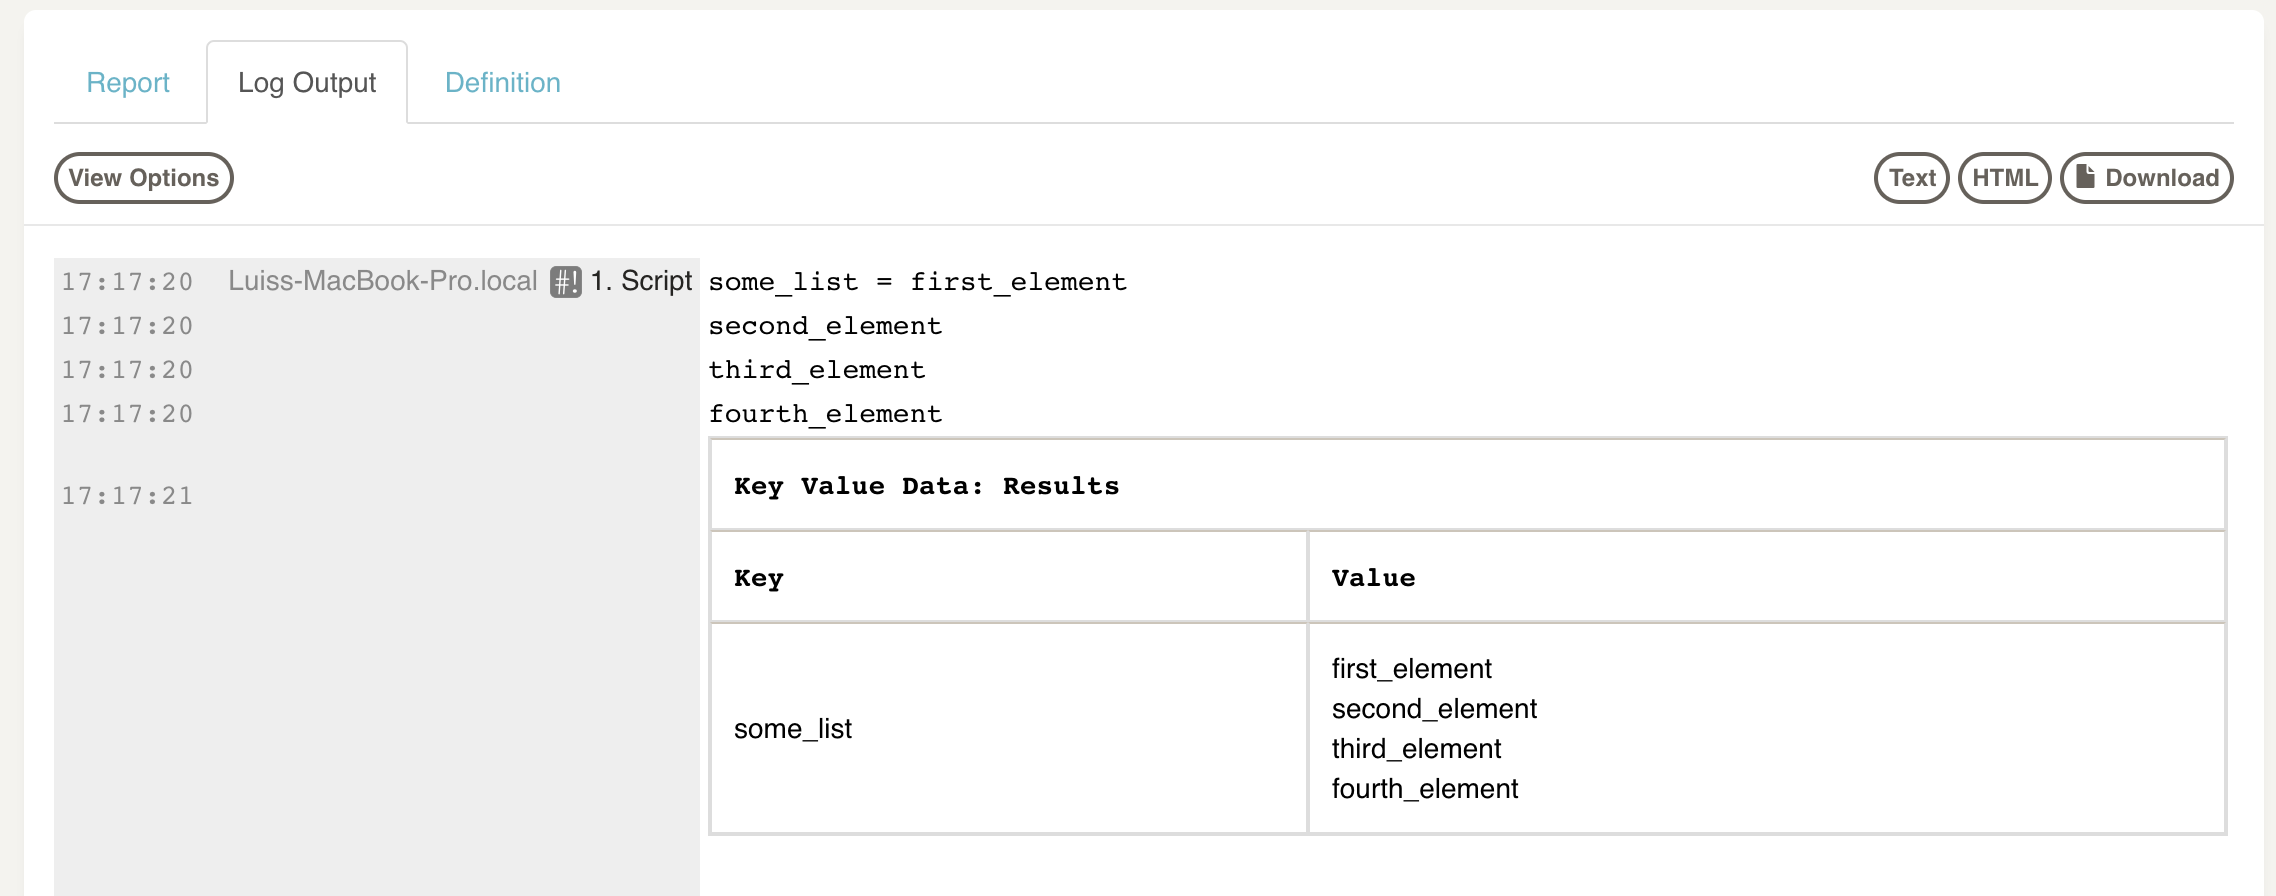 Report Log Output Definition
View Options Text HTML Download
17:17:20 Luiss-MacBook-Pro.local #! 1. Script some_list = first_element
17:17:20 second_element
17:17:20 third_element
17:17:20 fourth_element
Key Value Data: Results
17:17:21
Key Value
first_element
second_element
some_list
third_element
fourth_element